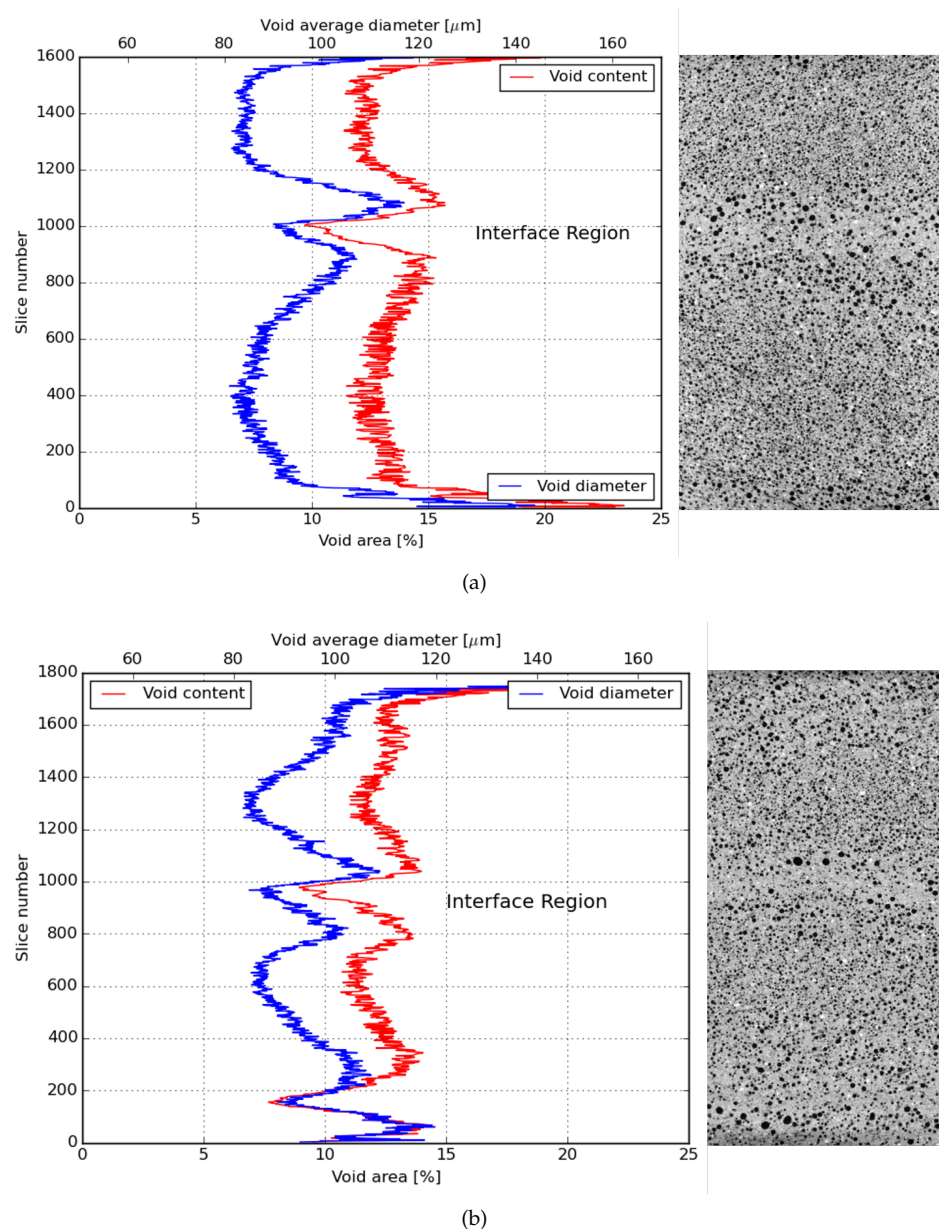 Void average diameter [μm]
60 80 100 120 140 160
1600
1400
1200
1000
800
600
400
200
0
Slice number
Void content
Interface Region
Void diameter
0 5 10 15 20 25
Void area [%]
(a)
Void average diameter [μm]
60 80 100 120 140 160
1800
1600
1400
1200
1000
800
600
400
200
0
Slice number
Void content
Void diameter
Interface Region
0 5 10 15 20 25
Void area [%]
(b)